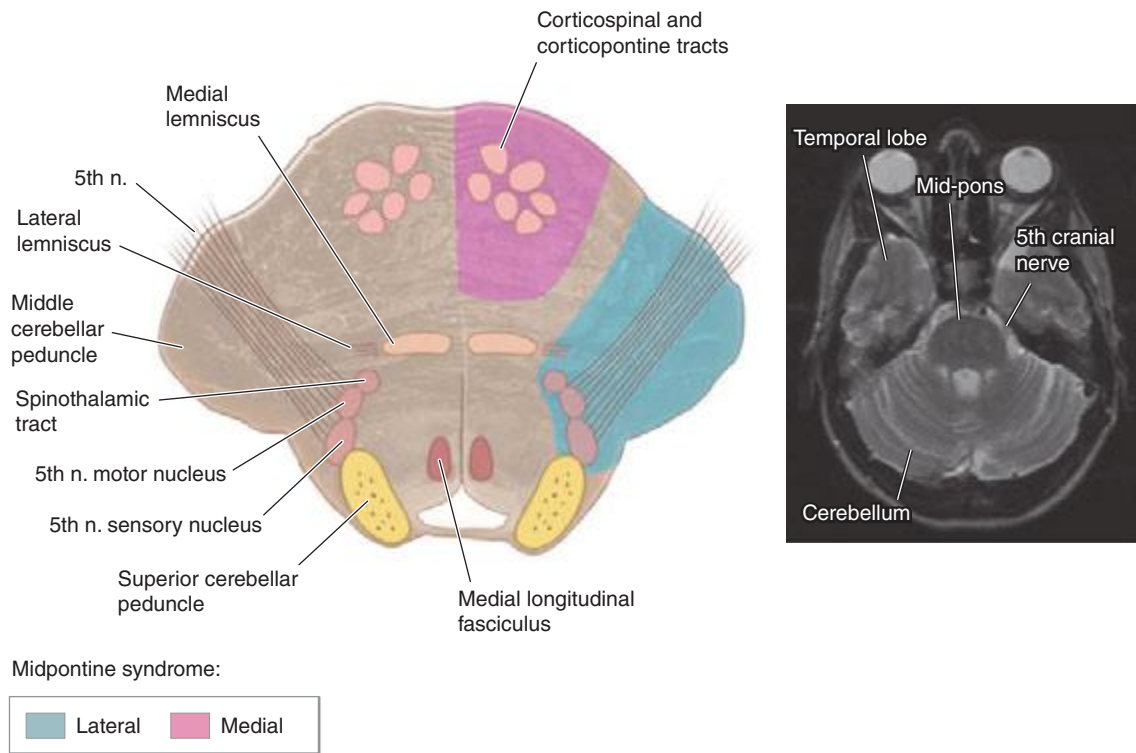 Corticospinal and
corticopontine tracts
Medial
lemniscus
5th n.
Lateral
lemniscus
Middle
cerebellar
peduncle
Spinothalamic
tract
5th n. motor nucleus
5th n. sensory nucleus
Superior cerebellar
peduncle
Medial longitudinal
fasciculus
Temporal lobe
Mid-pons
5th cranial
nerve
Cerebellum
Midpontine syndrome:
Lateral
Medial